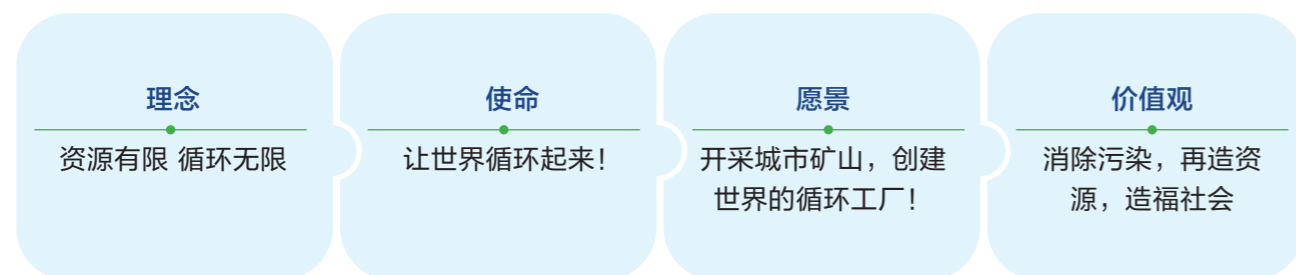 理念
资源有限 循环无限
使命
让世界循环起来！
愿景
开采城市矿山，创建
世界的循环工厂！
价值观
消除污染，再造资
源，造福社会